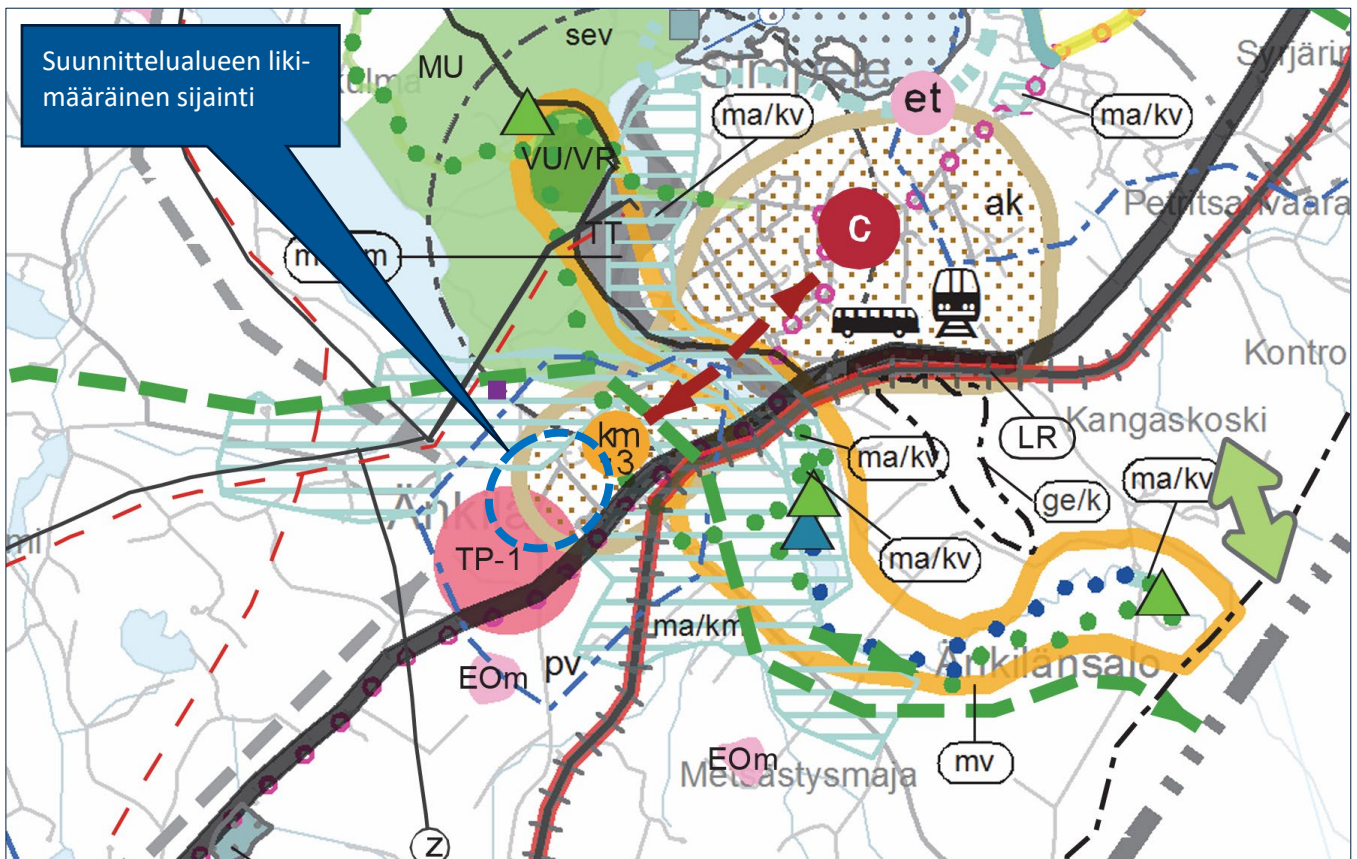 Suunnittelualueen liki-
määräinen sijainti
sev
MU
Simpele
Syrjärin
et
ma/kv
ma/kv
VU/VR
ak
Petritsanvaara
TT
c
Kontro
Kangaskoski
km
3
LR
ma/kv
ma/kv
ge/k
Änkilä
ma/kv
TP-1
ma/km
pv
Änkilänsalo
EOm
EOm
Metsästysmaja
mv
z